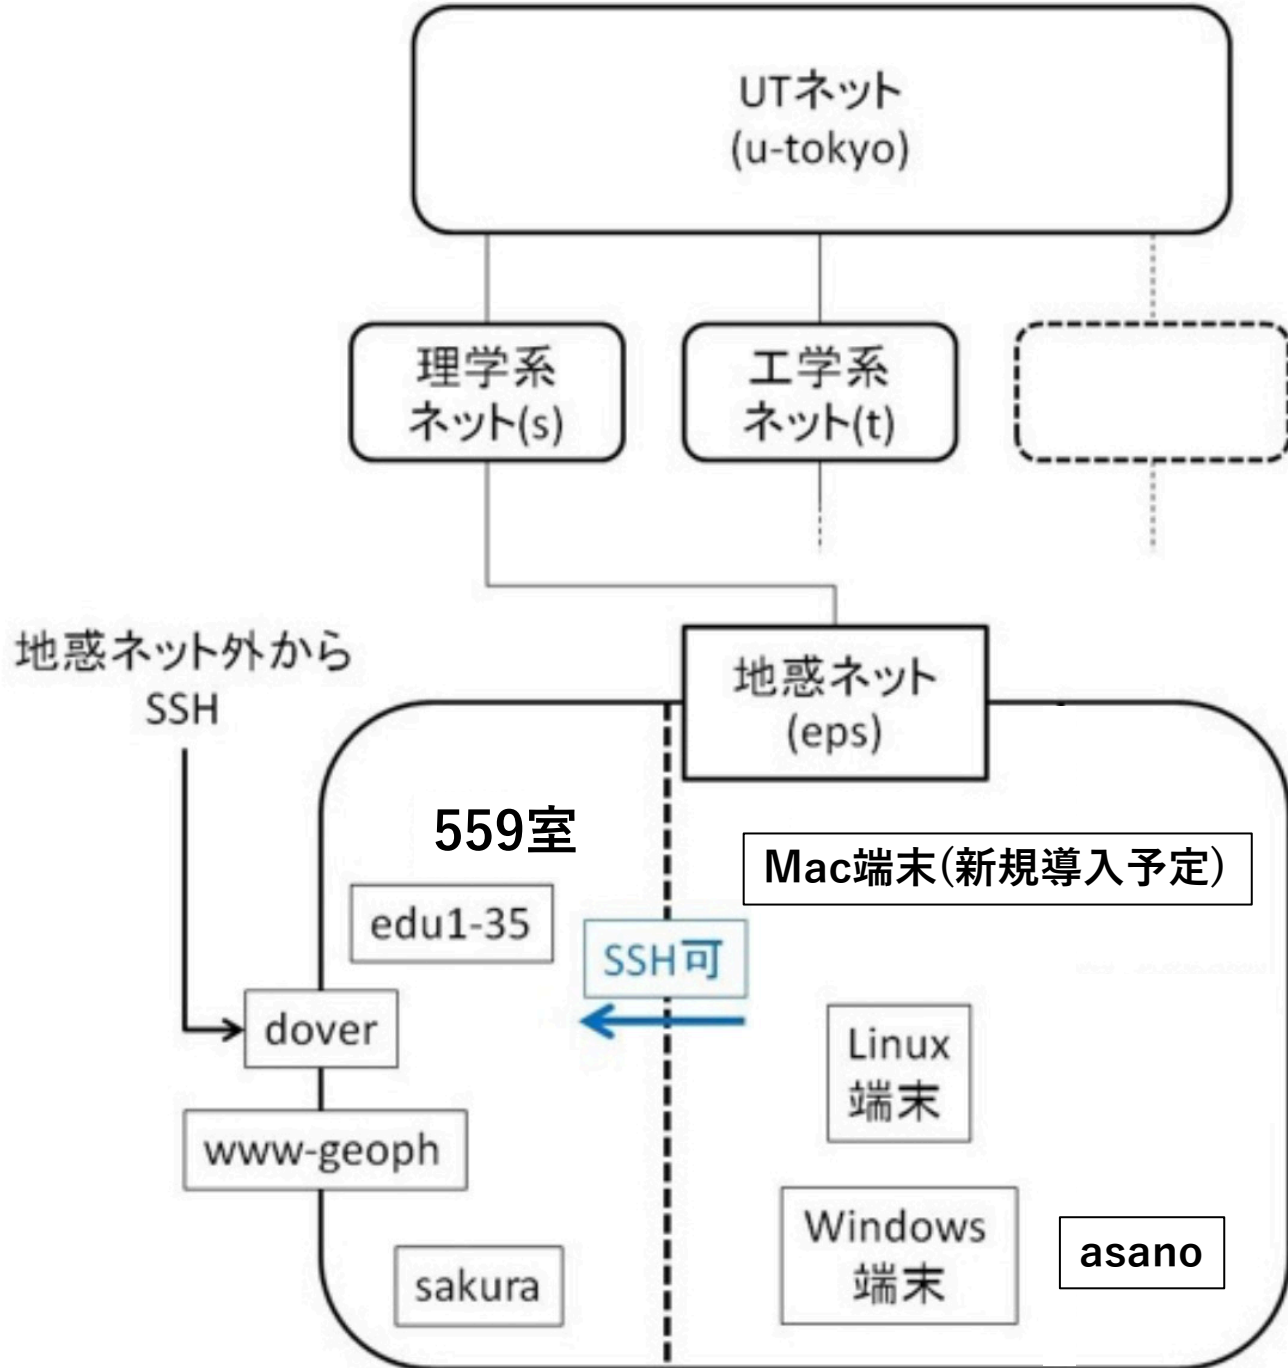 UTネット
(u-tokyo)
理学系
ネット(s)
工学系
ネット(t)
地惑ネット外から
SSH
地惑ネット
(eps)
559室
Mac端末(新規導入予定)
edu1-35
SSH可
dover
Linux
端末
www-geoph
Windows
端末
asano
sakura